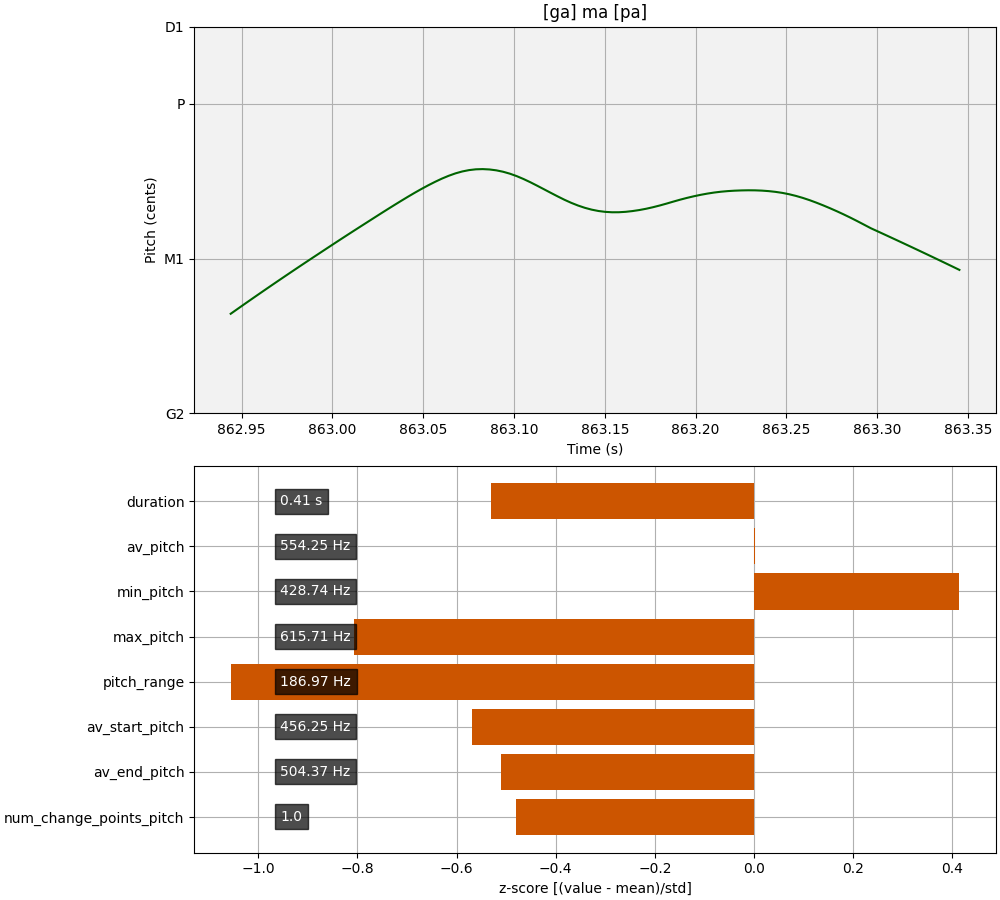 [ga] ma [pa]
D1
P
M1
G2
Pitch (cents)
862.95 863.00 863.05 863.10 863.15 863.20 863.25 863.30 863.35
Time (s)
duration 0.41 s
av_pitch 554.25 Hz
min_pitch 428.74 Hz
max_pitch 615.71 Hz
pitch_range 186.97 Hz
av_start_pitch 456.25 Hz
av_end_pitch 504.37 Hz
num_change_points_pitch 1.0
−1.0 −0.8 −0.6 −0.4 −0.2 0.0 0.2 0.4
z-score [(value - mean)/std]